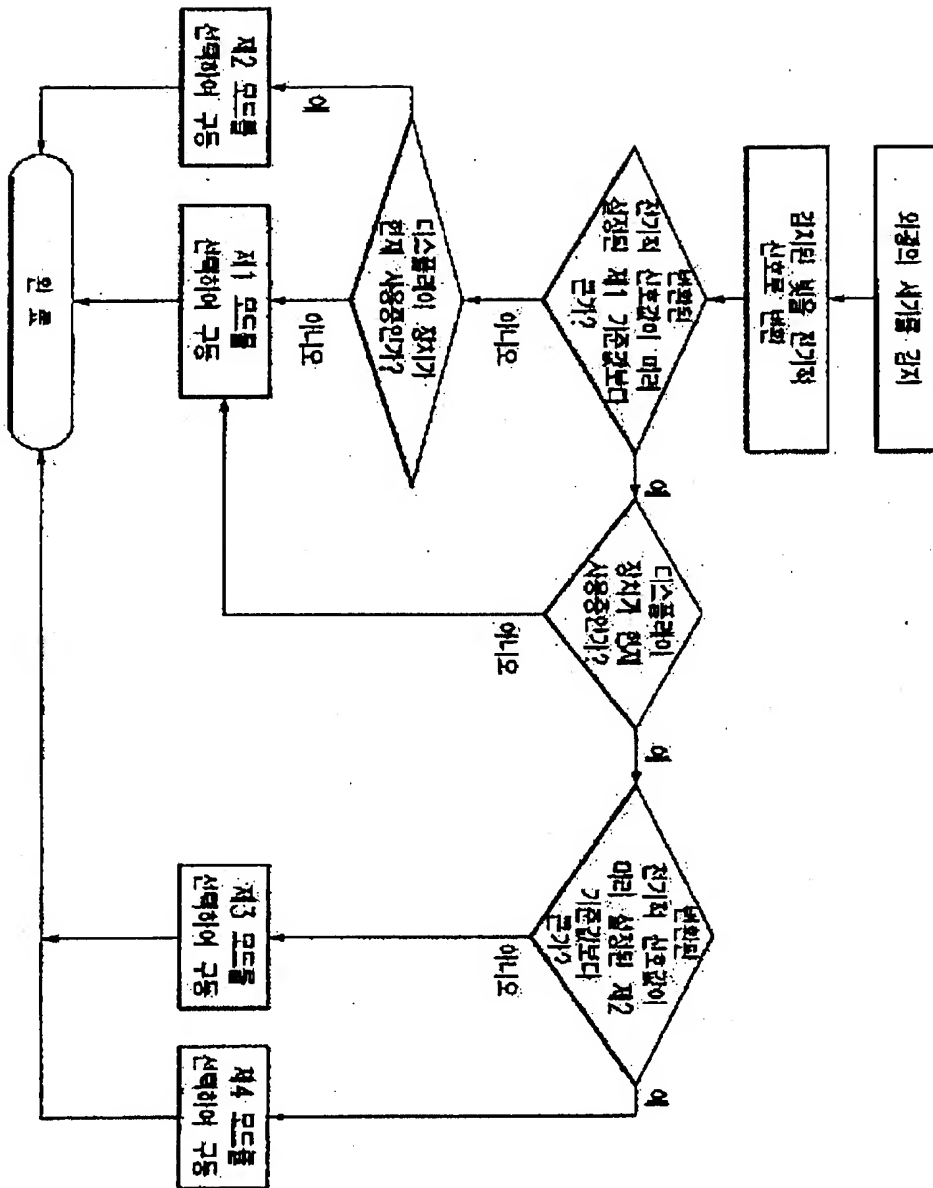 외광의 세기를 감지
감지된 빛을 전기적
신호로 변환
변환된
전기적 신호값이 미리
설정된 제1 기준값보다
큰가?
예
아니오
디스플레이 장치가
현재 사용중인가?
예
아니오
디스플레이
장치가 현재
사용중인가?
예
아니오
변환된
전기적 신호값이
미리 설정된 제2
기준값보다
큰가?
예
아니오
제2 모드를
선택하여 구동
제1 모드를
선택하여 구동
제3 모드를
선택하여 구동
제4 모드를
선택하여 구동
완 료